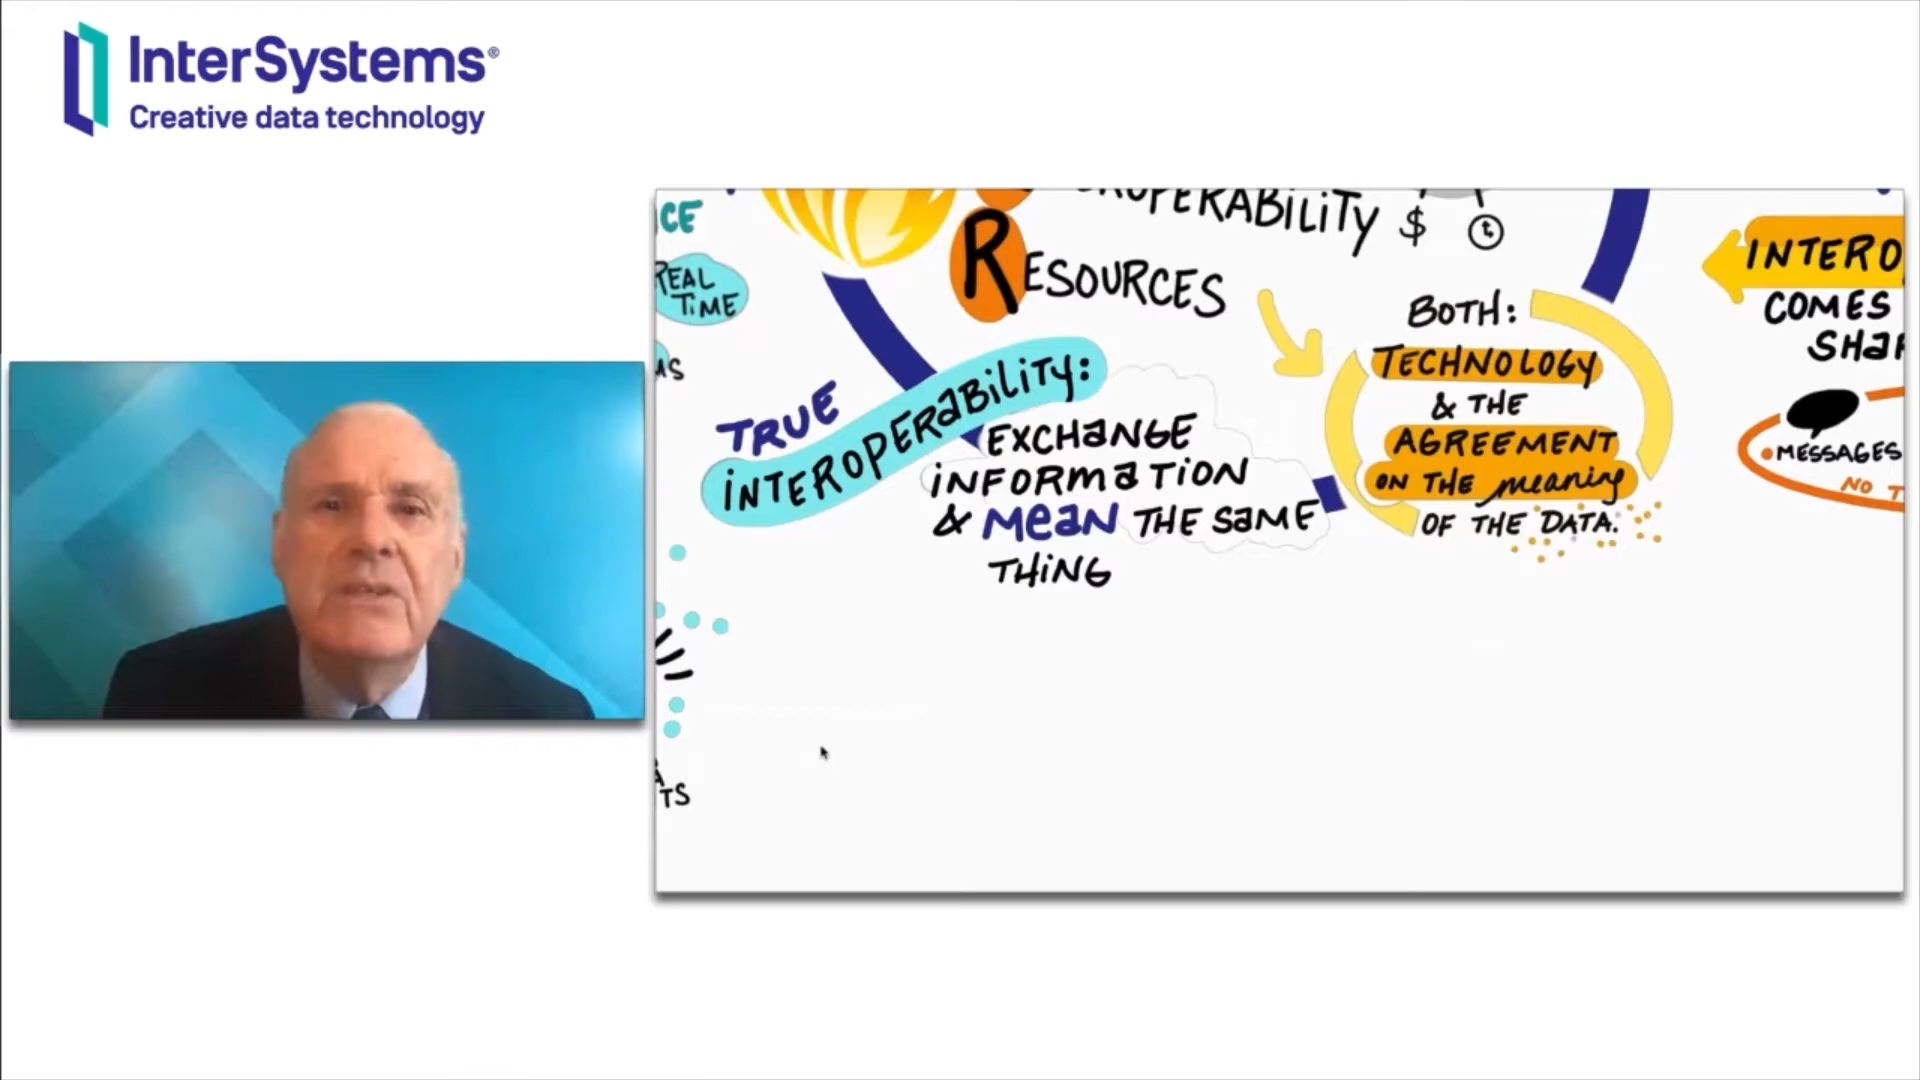 InterSystems®
Creative data technology
RESOURCES
$
REAL
TIME
TRUE
INTEROPERABILITY:
EXCHANGE
INFORMATION
& MEAN THE SAME
THING
BOTH:
TECHNOLOGY
& THE
AGREEMENT
ON THE meaning
OF THE DATA.
COMES
MESSAGES
NO